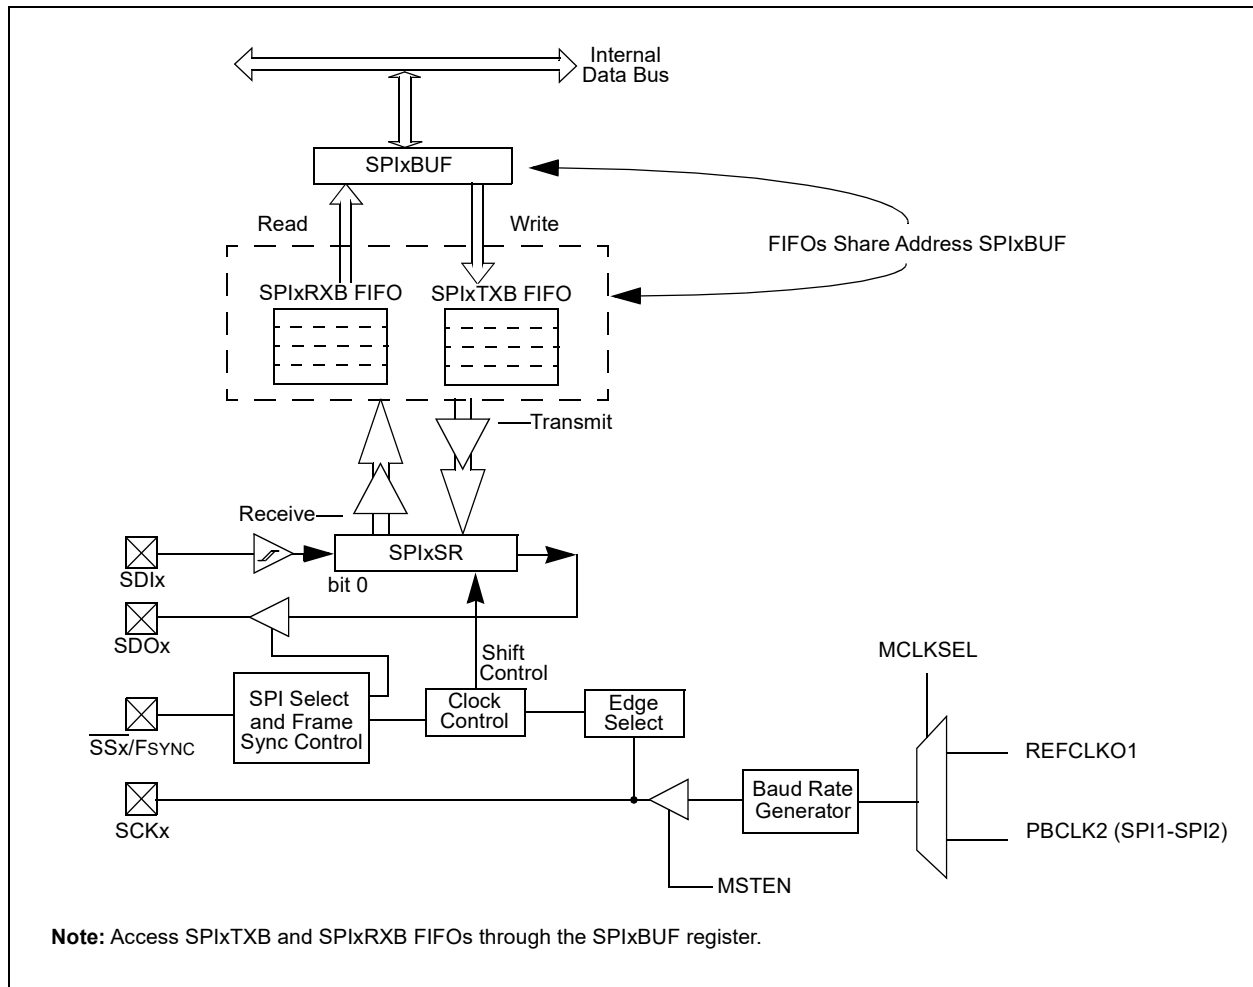 Internal
Data Bus
SPIxBUF
Read
Write
FIFOs Share Address SPIxBUF
SPIxRXB FIFO
SPIxTXB FIFO
Transmit
Receive
SPIxSR
SDIx
bit 0
SDOx
Shift
Control
MCLKSEL
SPI Select
and Frame
Sync Control
Clock
Control
Edge
Select
SSx/FSYNC
REFCLKO1
Baud Rate
Generator
SCKx
PBCLK2 (SPI1-SPI2)
MSTEN
Note: Access SPIxTXB and SPIxRXB FIFOs through the SPIxBUF register.